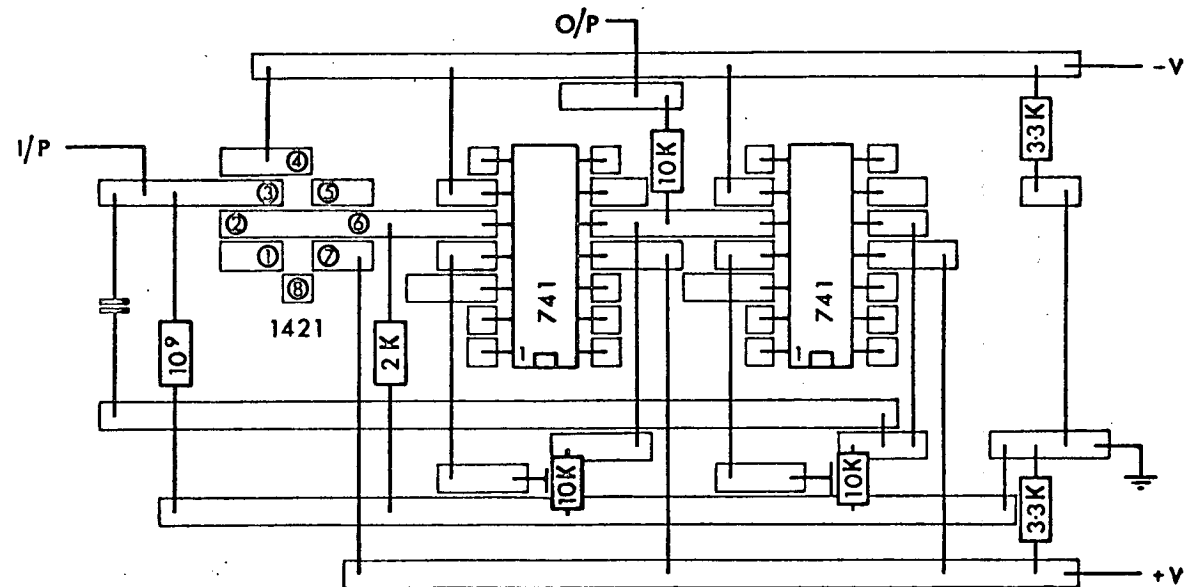 O/P
-V
I/P
3·3K
④
10K
③ ⑤
② ⑥
① ⑦
⑧
741
741
1421
10⁹
2K
1
1
10K
10K
3·3K
+V